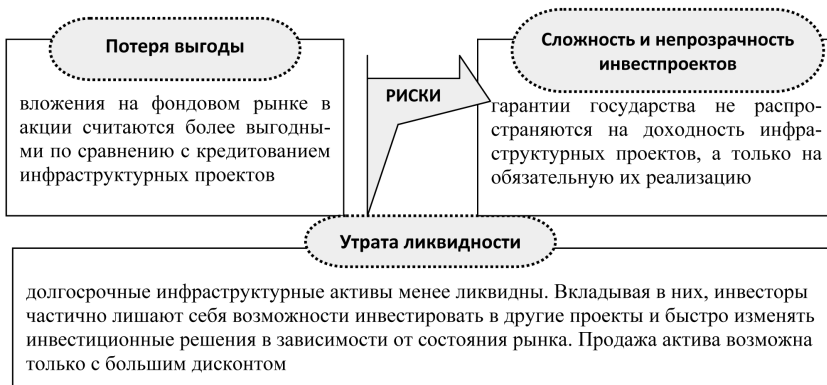 Потеря выгоды
вложения на фондовом рынке в
акции считаются более выгодны-
ми по сравнению с кредитованием
инфраструктурных проектов
РИСКИ
Сложность и непрозрачность
инвестпроектов
гарантии государства не распро-
страняются на доходность инфра-
структурных проектов, а только на
обязательную их реализацию
Утрата ликвидности
долгосрочные инфраструктурные активы менее ликвидны. Вкладывая в них, инвесторы
частично лишают себя возможности инвестировать в другие проекты и быстро изменять
инвестиционные решения в зависимости от состояния рынка. Продажа актива возможна
только с большим дисконтом